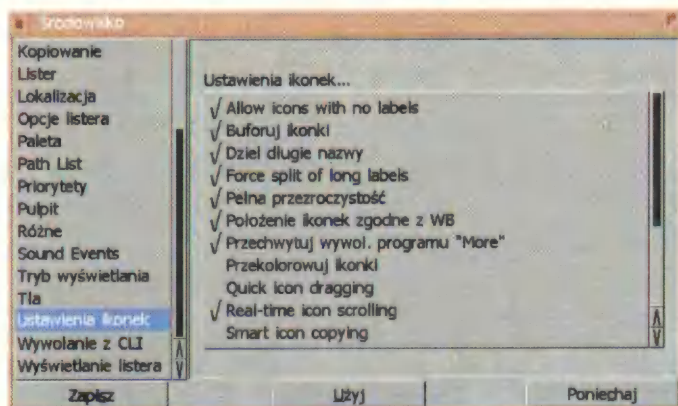 Środowisko
Kopiowanie
Lister
Lokalizacja
Opcje listera
Paleta
Path List
Priorytety
Pulpit
Różne
Sound Events
Tryb wyświetlania
Tla
Ustawienia ikonek
Wywołanie z CLI
Wyświetlanie listera
Ustawienia ikonek...
√ Allow icons with no labels
√ Buforuj ikonki
√ Dziel długie nazwy
√ Force split of long labels
√ Pełna przezroczystość
√ Położenie ikonek zgodne z WB
√ Przechwytuj wywoł. programu "More"
Przekolorowuj ikonki
Quick icon dragging
√ Real-time icon scrolling
Smart icon copying
Zapisz
Użyj
Poniechaj